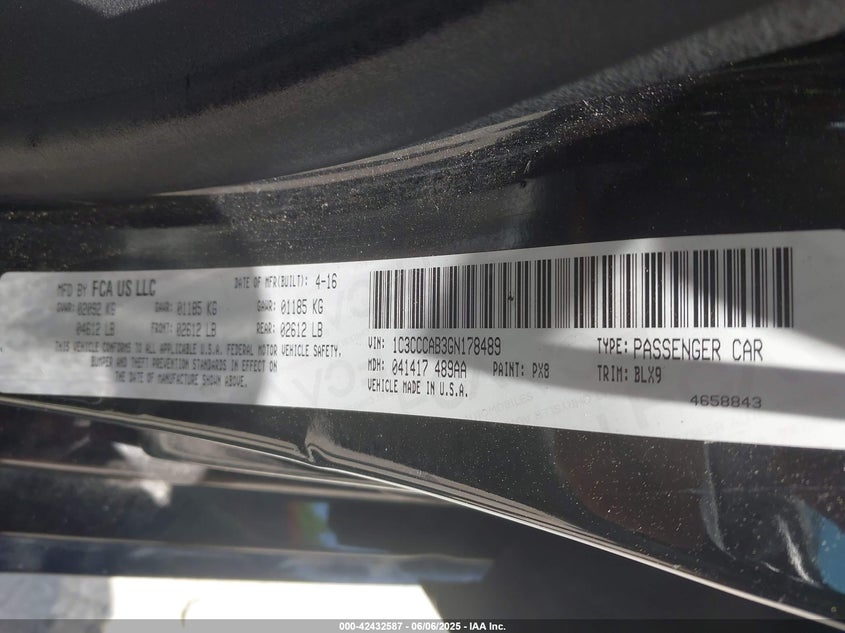 MFD BY FCA US LLC
DATE OF MFR(BUILT): 4-16
GVWR: 02092 KG GAWR: 01185 KG GAWR: 01185 KG
04612 LB FRONT: 02612 LB REAR: 02612 LB
THIS VEHICLE CONFORMS TO ALL APPLICABLE U.S.A. FEDERAL MOTOR VEHICLE SAFETY,
BUMPER AND THEFT PREVENTION STANDARDS IN EFFECT ON
THE DATE OF MANUFACTURE SHOWN ABOVE.
VIN: 1C3CCCAB3GN178489 TYPE: PASSENGER CAR
MDH: 041417 489AA PAINT: PX8 TRIM: BLX9
VEHICLE MADE IN U.S.A.
4658843
000-42432587 - 06/06/2025 - IAA Inc.